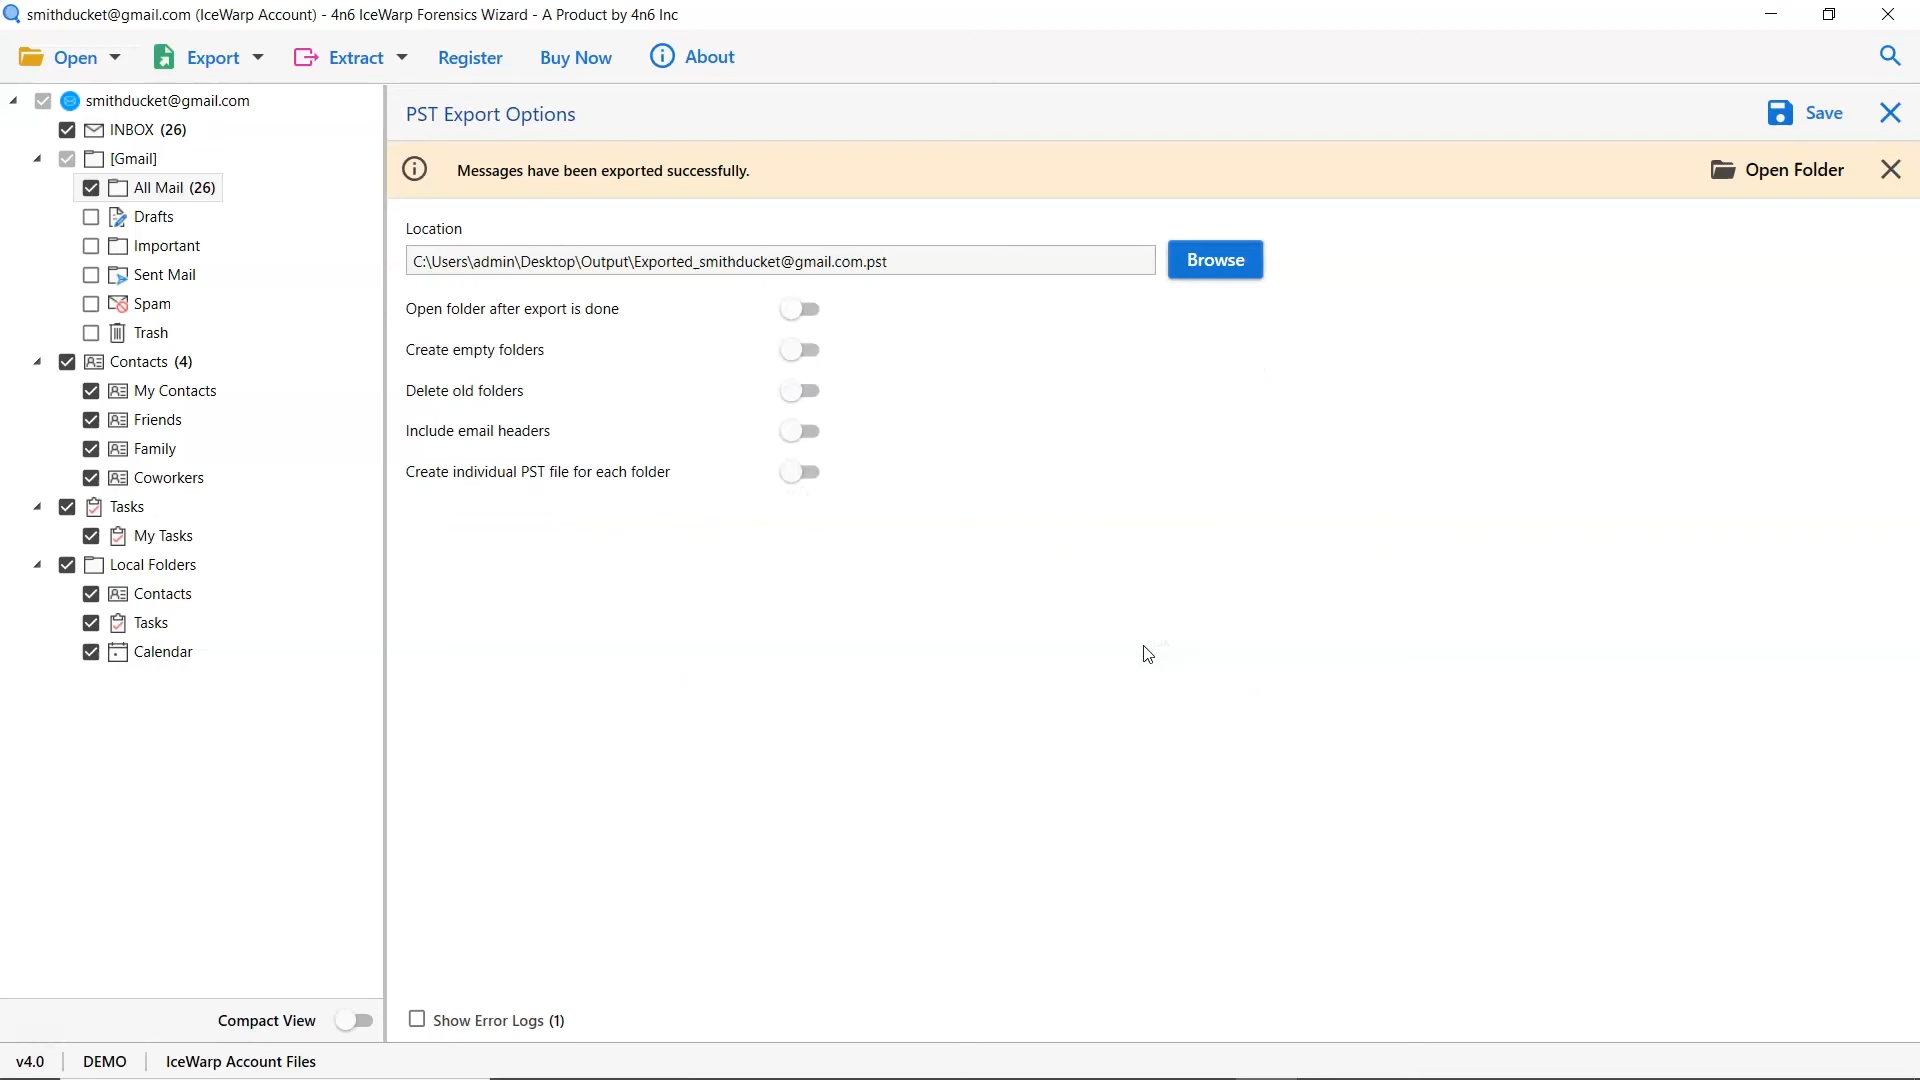 smithducket@gmail.com (IceWarp Account) - 4n6 IceWarp Forensics Wizard - A Product by 4n6 Inc
Open Export Extract Register Buy Now About
smithducket@gmail.com
INBOX (26)
[Gmail]
All Mail (26)
Drafts
Important
Sent Mail
Spam
Trash
Contacts (4)
My Contacts
Friends
Family
Coworkers
Tasks
My Tasks
Local Folders
Contacts
Tasks
Calendar
Compact View
PST Export Options
Save
Messages have been exported successfully.
Open Folder
Location
C:\Users\admin\Desktop\Output\Exported_smithducket@gmail.com.pst
Browse
Open folder after export is done
Create empty folders
Delete old folders
Include email headers
Create individual PST file for each folder
Show Error Logs (1)
v4.0 DEMO IceWarp Account Files